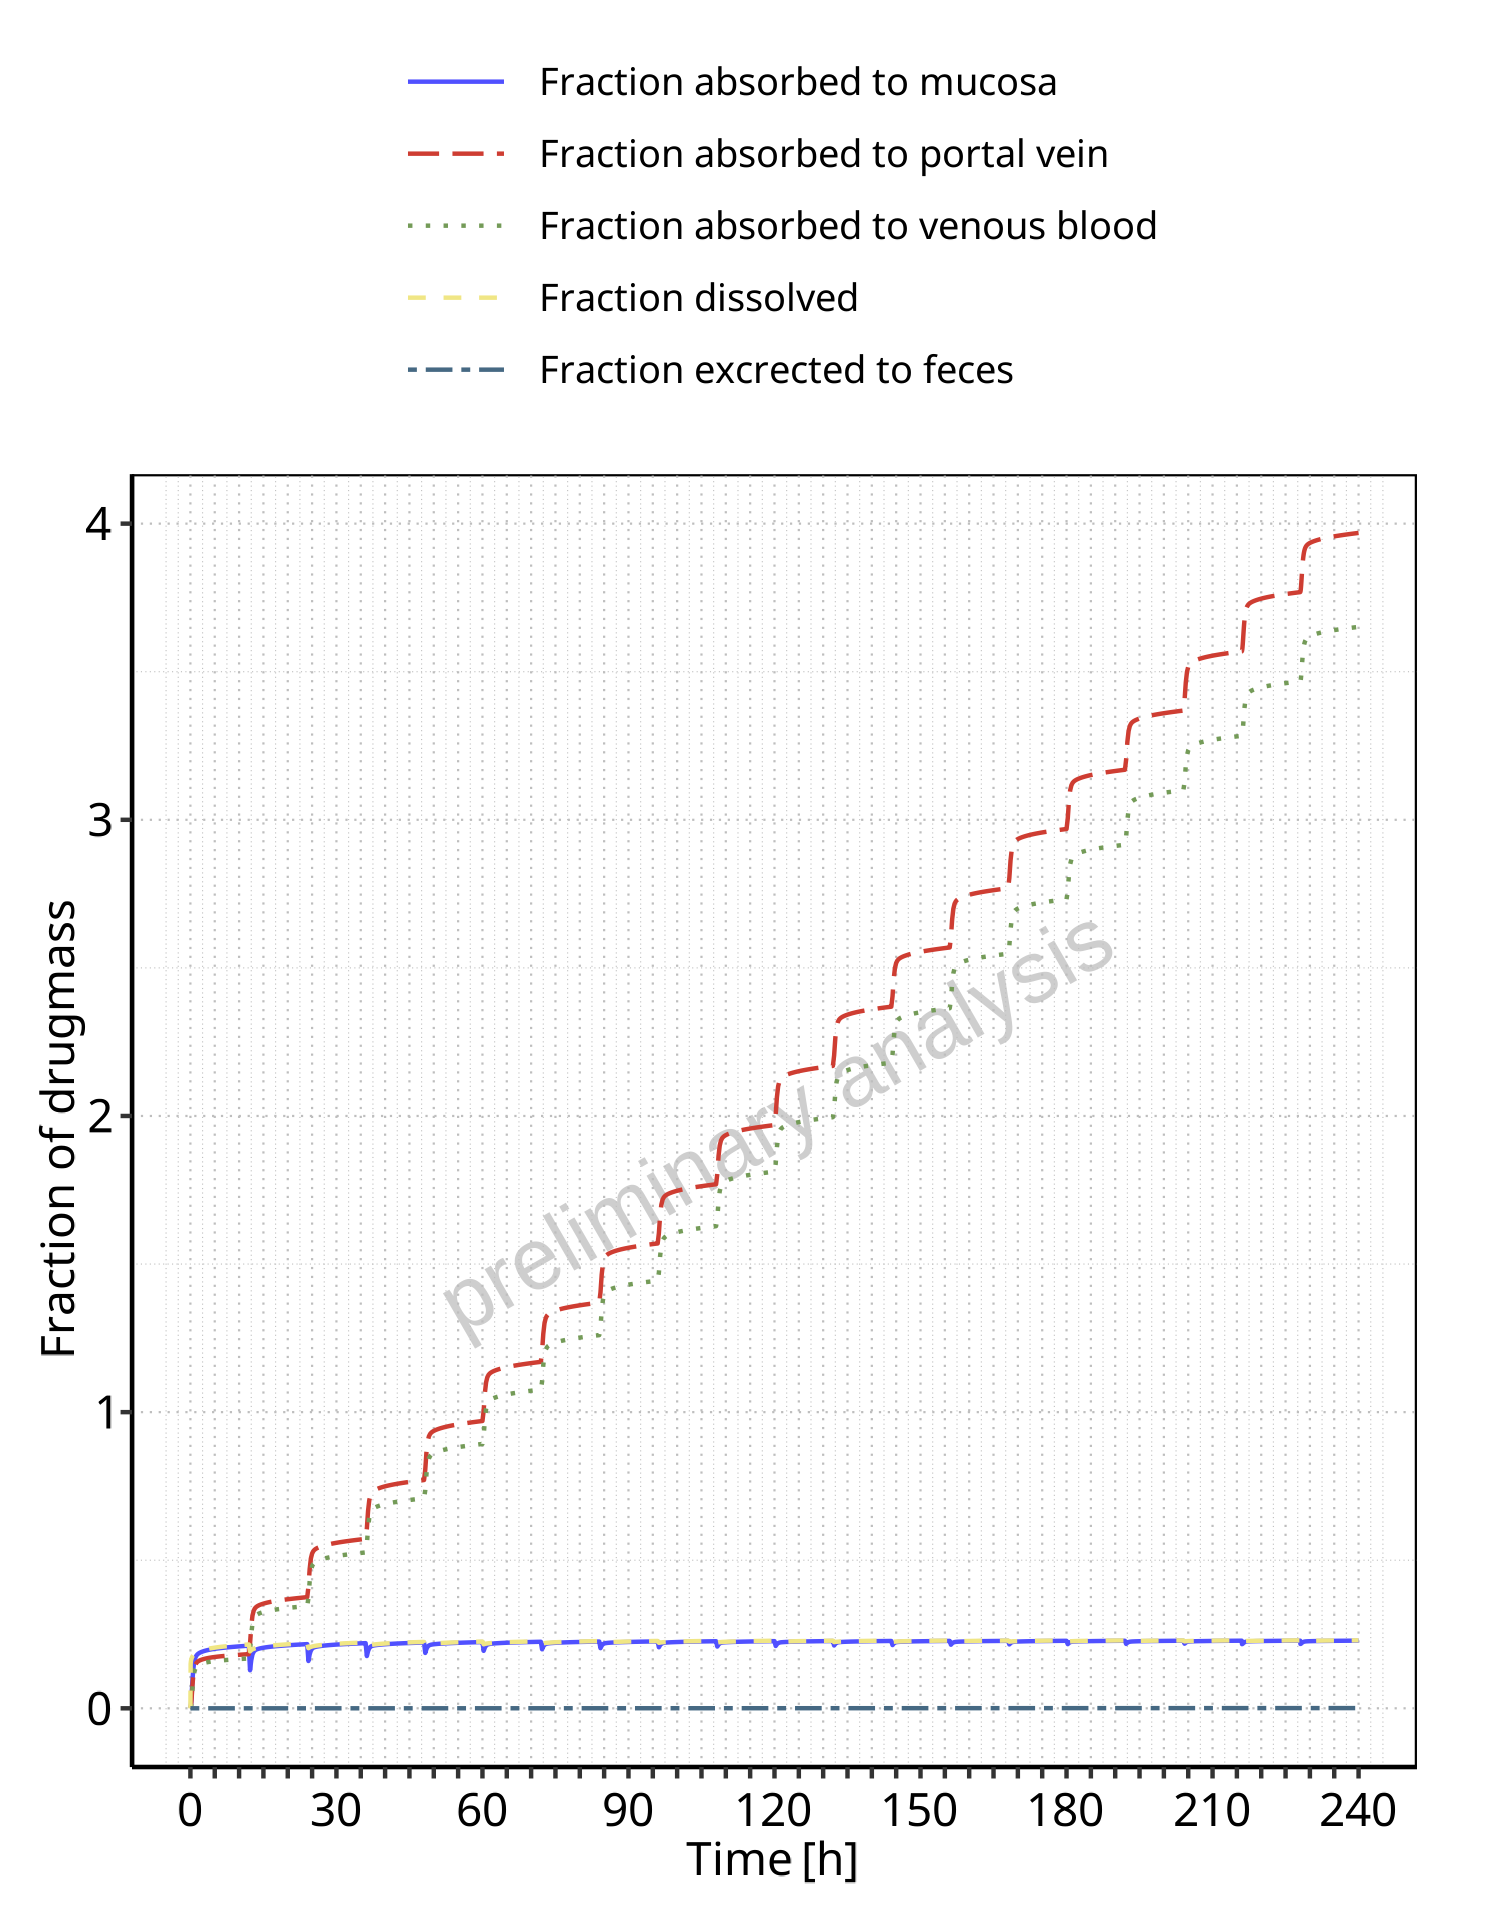 Fraction absorbed to mucosa
Fraction absorbed to portal vein
Fraction absorbed to venous blood
Fraction dissolved
Fraction excrected to feces
4
3
2
1
0
Fraction of drugmass
preliminary analysis
0 30 60 90 120 150 180 210 240
Time [h]